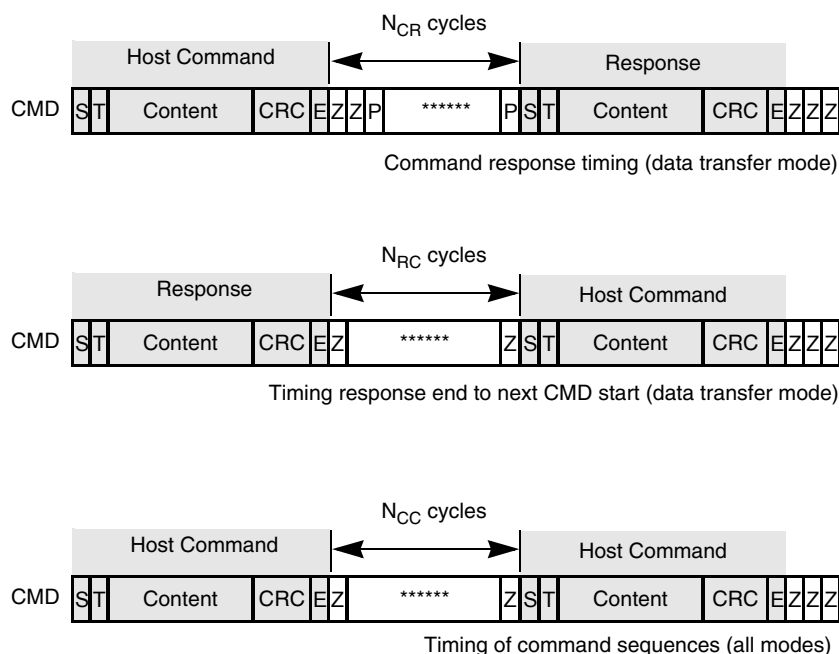 N_CR cycles
Host Command Response
CMD S T Content CRC E Z Z P ****** P S T Content CRC E Z Z Z
Command response timing (data transfer mode)
N_RC cycles
Response Host Command
CMD S T Content CRC E Z ****** Z S T Content CRC E Z Z Z
Timing response end to next CMD start (data transfer mode)
N_CC cycles
Host Command Host Command
CMD S T Content CRC E Z ****** Z S T Content CRC E Z Z Z
Timing of command sequences (all modes)